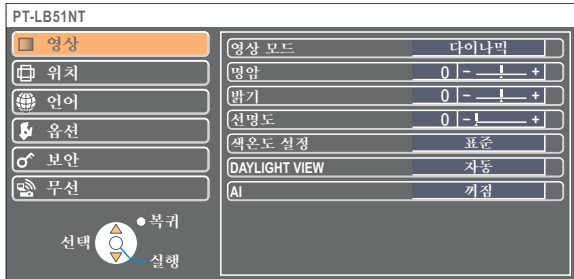 PT-LB51NT
영상
위치
언어
옵션
보안
무선
선택
복귀
실행
영상 모드 다이나믹
명암 0 - +
밝기 0 - +
선명도 0 - +
색온도 설정 표준
DAYLIGHT VIEW 자동
AI 꺼짐